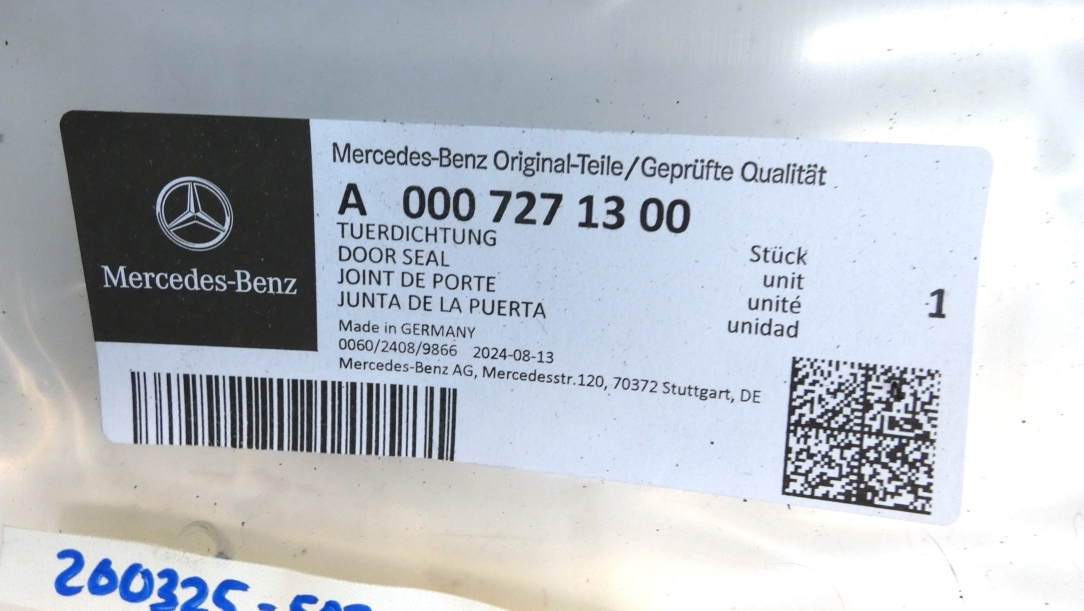 Mercedes-Benz
Mercedes-Benz Original-Teile/Geprüfte Qualität
A 000 727 13 00
TUERDICHTUNG
DOOR SEAL
JOINT DE PORTE
JUNTA DE LA PUERTA
Stück
unit
unité
unidad
1
Made in GERMANY
0060/2408/9866 2024-08-13
Mercedes-Benz AG, Mercedesstr.120, 70372 Stuttgart, DE
260325 -